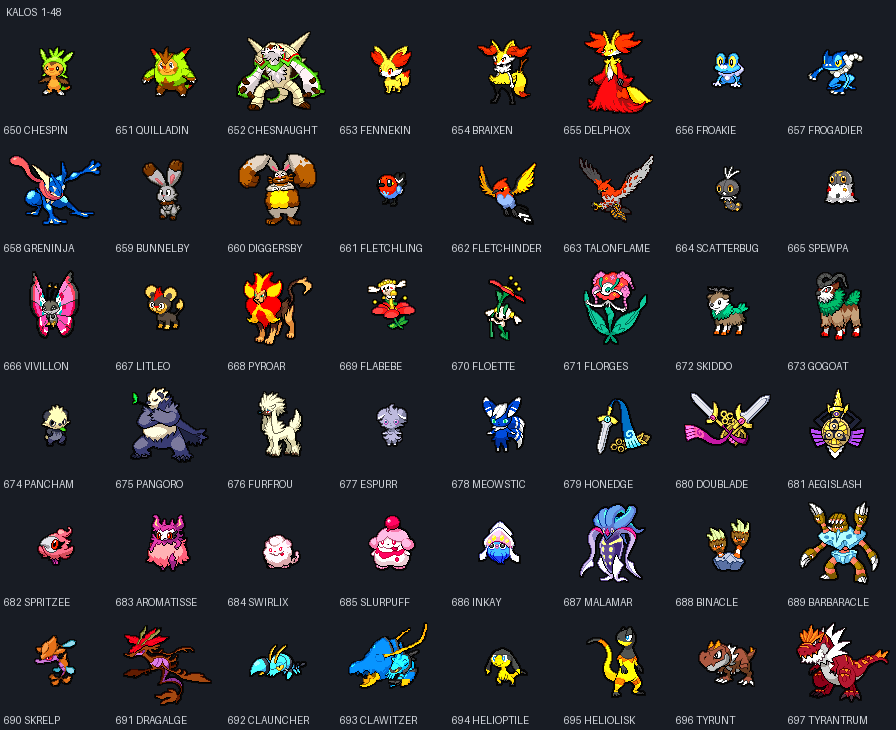 KALOS 1-48
650 CHESPIN 651 QUILLADIN 652 CHESNAUGHT 653 FENNEKIN 654 BRAIXEN 655 DELPHOX 656 FROAKIE 657 FROGADIER
658 GRENINJA 659 BUNNELBY 660 DIGGERSBY 661 FLETCHLING 662 FLETCHINDER 663 TALONFLAME 664 SCATTERBUG 665 SPEWPA
666 VIVILLON 667 LITLEO 668 PYROAR 669 FLABEBE 670 FLOETTE 671 FLORGES 672 SKIDDO 673 GOGOAT
674 PANCHAM 675 PANGORO 676 FURFROU 677 ESPURR 678 MEOWSTIC 679 HONEDGE 680 DOUBLADE 681 AEGISLASH
682 SPRITZEE 683 AROMATISSE 684 SWIRLIX 685 SLURPUFF 686 INKAY 687 MALAMAR 688 BINACLE 689 BARBARACLE
690 SKRELP 691 DRAGALGE 692 CLAUNCHER 693 CLAWITZER 694 HELIOPTILE 695 HELIOLISK 696 TYRUNT 697 TYRANTRUM